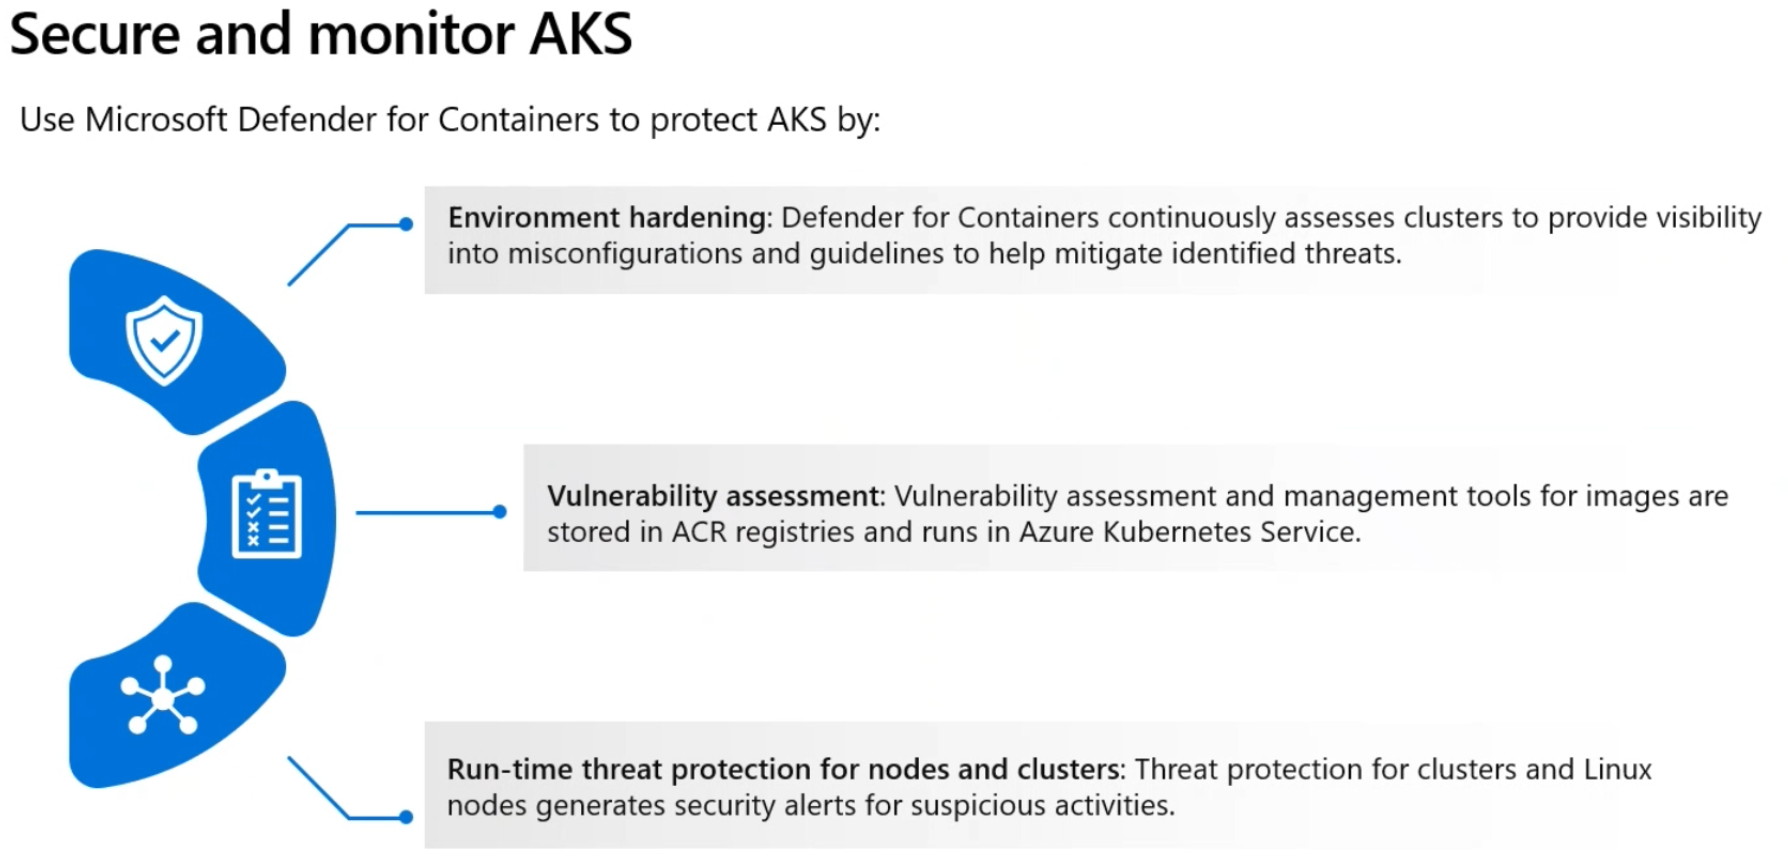 Secure and monitor AKS
Use Microsoft Defender for Containers to protect AKS by:
Environment hardening: Defender for Containers continuously assesses clusters to provide visibility
into misconfigurations and guidelines to help mitigate identified threats.
Vulnerability assessment: Vulnerability assessment and management tools for images are
stored in ACR registries and runs in Azure Kubernetes Service.
Run-time threat protection for nodes and clusters: Threat protection for clusters and Linux
nodes generates security alerts for suspicious activities.